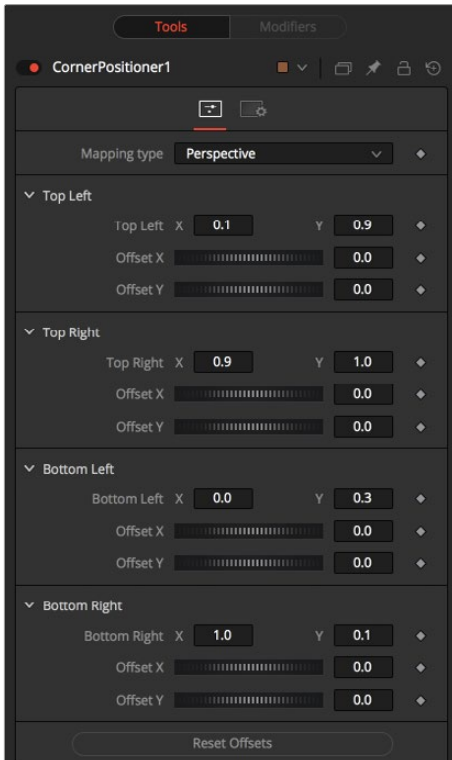 Tools Modifiers
CornerPositioner1
Mapping type Perspective
Top Left
Top Left X 0.1 Y 0.9
Offset X 0.0
Offset Y 0.0
Top Right
Top Right X 0.9 Y 1.0
Offset X 0.0
Offset Y 0.0
Bottom Left
Bottom Left X 0.0 Y 0.3
Offset X 0.0
Offset Y 0.0
Bottom Right
Bottom Right X 1.0 Y 0.1
Offset X 0.0
Offset Y 0.0
Reset Offsets